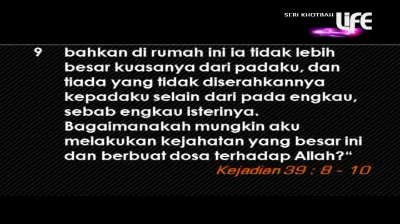 SERI KHOTBAH
LIFE
9 bahkan di rumah ini ia tidak lebih
besar kuasanya dari padaku, dan
tiada yang tidak diserahkannya
kepadaku selain dari pada engkau,
sebab engkau isterinya.
Bagaimanakah mungkin aku
melakukan kejahatan yang besar ini
dan berbuat dosa terhadap Allah?"
Kejadian 39 : 8 - 10